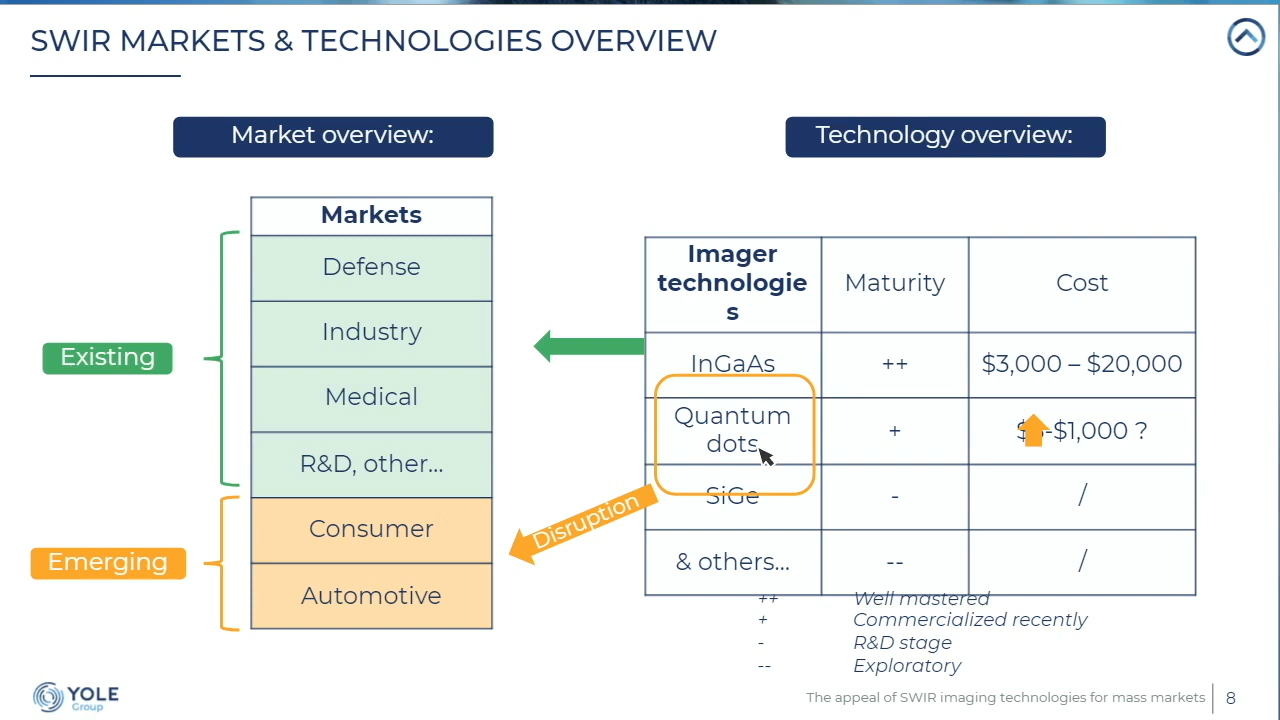 SWIR MARKETS & TECHNOLOGIES OVERVIEW
Market overview:
Technology overview:
Markets
Defense
Industry
Medical
R&D, other...
Consumer
Automotive
Existing
Emerging
Disruption
Imager
technologie
s
Maturity
Cost
InGaAs
++
$3,000 – $20,000
Quantum
dots
+
-$1,000 ?
SiGe
-
/
& others...
--
/
++ Well mastered
+ Commercialized recently
- R&D stage
-- Exploratory
YOLE
Group
The appeal of SWIR imaging technologies for mass markets
8